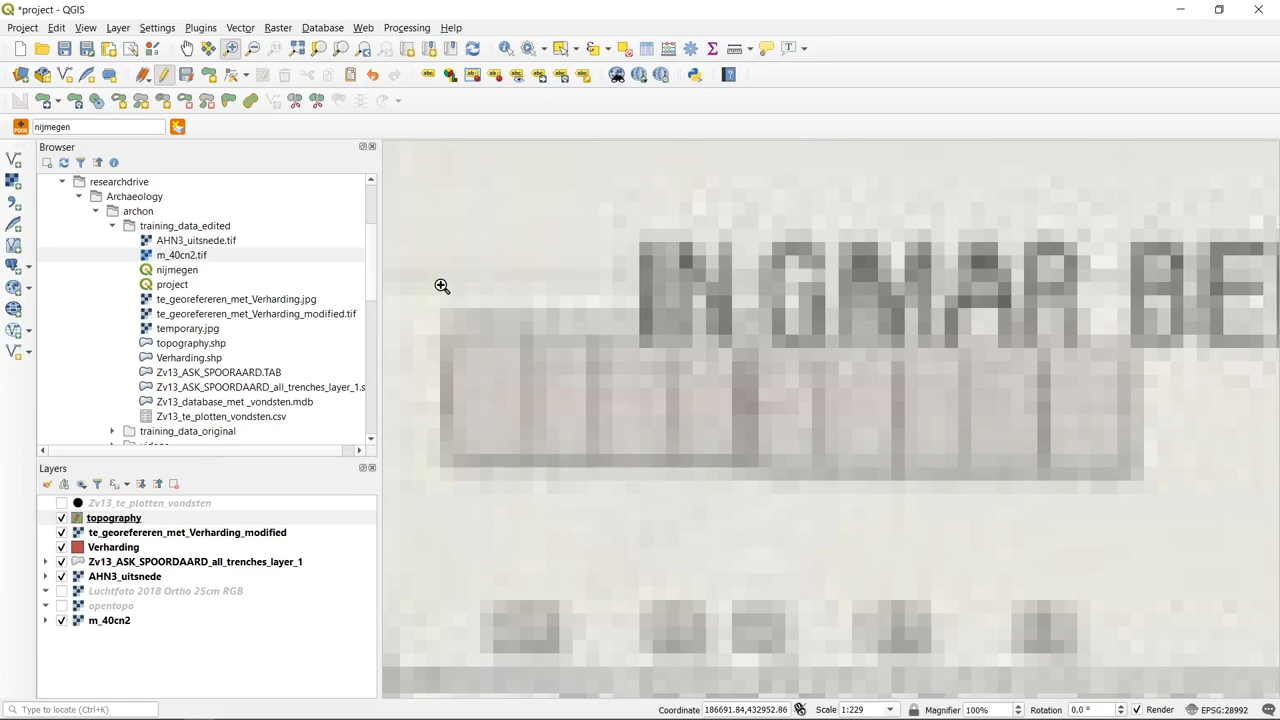 *project - QGIS
Project Edit View Layer Settings Plugins Vector Raster Database Web Processing Help
nijmegen
Browser
researchdrive
Archaeology
archon
training_data_edited
AHN3_uitsnede.tif
m_40cn2.tif
nijmegen
project
te_georefereren_met_Verharding.jpg
te_georefereren_met_Verharding_modified.tif
temporary.jpg
topography.shp
Verharding.shp
Zv13_ASK_SPOORAARD.TAB
Zv13_ASK_SPOORAARD_all_trenches_layer_1.s
Zv13_database_met _vondsten.mdb
Zv13_te_plotten_vondsten.csv
training_data_original
Layers
Zv13_te_plotten_vondsten
topography
te_georefereren_met_Verharding_modified
Verharding
Zv13_ASK_SPOORDAARD_all_trenches_layer_1
AHN3_uitsnede
Luchtfoto 2018 Ortho 25cm RGB
opentopo
m_40cn2
Type to locate (Ctrl+K)
Coordinate 186691.84,432952.86 Scale 1:229 Magnifier 100% Rotation 0.0 ° Render EPSG:28992